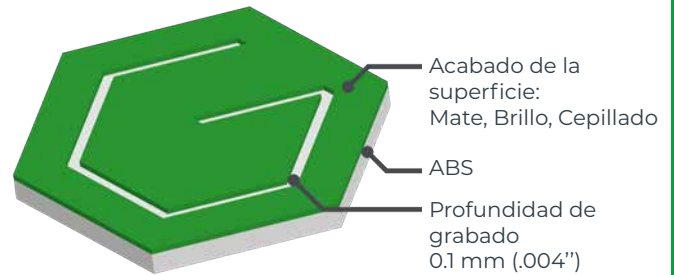 Acabado de la
superficie:
Mate, Brillo, Cepillado
ABS
Profundidad de
grabado
0.1 mm (.004’’)